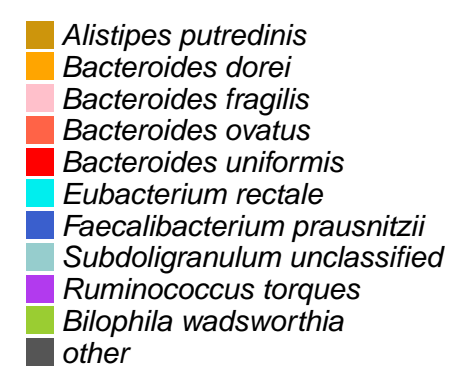 Alistipes putredinis
Bacteroides dorei
Bacteroides fragilis
Bacteroides ovatus
Bacteroides uniformis
Eubacterium rectale
Faecalibacterium prausnitzii
Subdoligranulum unclassified
Ruminococcus torques
Bilophila wadsworthia
other